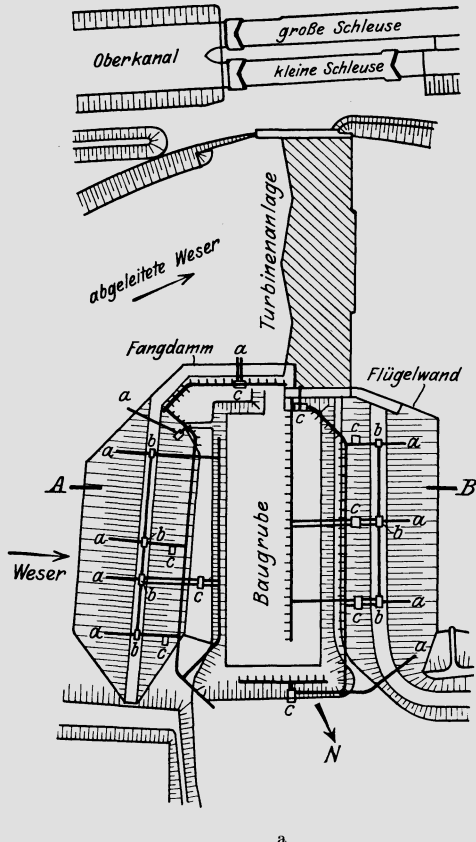 große Schleuse
Oberkanal
kleine Schleuse
Turbinenanlage
abgeleitete Weser
Fangdamm
a
Flügelwand
a
c
c
c
b
a
b
c
a
A
B
Baugrube
a
b
c
c
a
b
Weser
a
b
c
c
a
b
a
b
c
a
c
N
a